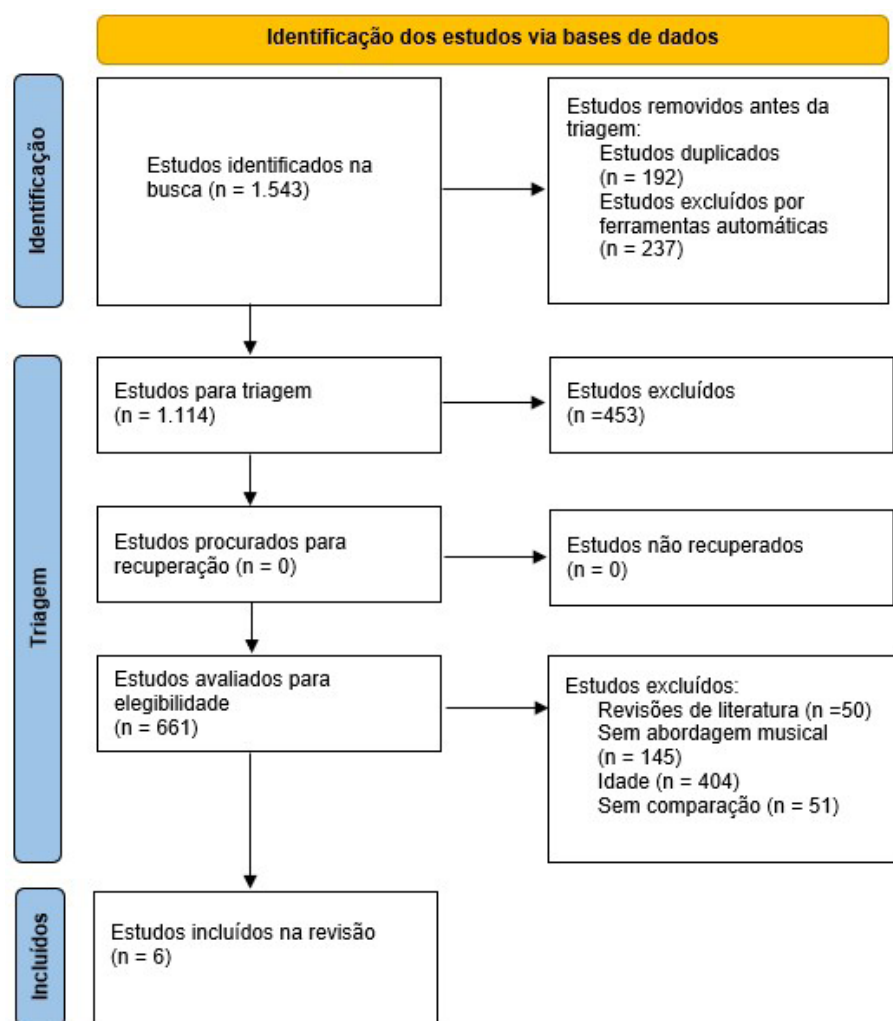 Identificação dos estudos via bases de dados
Identificação
Estudos identificados na
busca (n = 1.543)
Estudos removidos antes da
triagem:
Estudos duplicados
(n = 192)
Estudos excluídos por
ferramentas automáticas
(n = 237)
Triagem
Estudos para triagem
(n = 1.114)
Estudos excluídos
(n =453)
Estudos procurados para
recuperação (n = 0)
Estudos não recuperados
(n = 0)
Estudos avaliados para
elegibilidade
(n = 661)
Estudos excluídos:
Revisões de literatura (n =50)
Sem abordagem musical
(n = 145)
Idade (n = 404)
Sem comparação (n = 51)
Incluídos
Estudos incluídos na revisão
(n = 6)